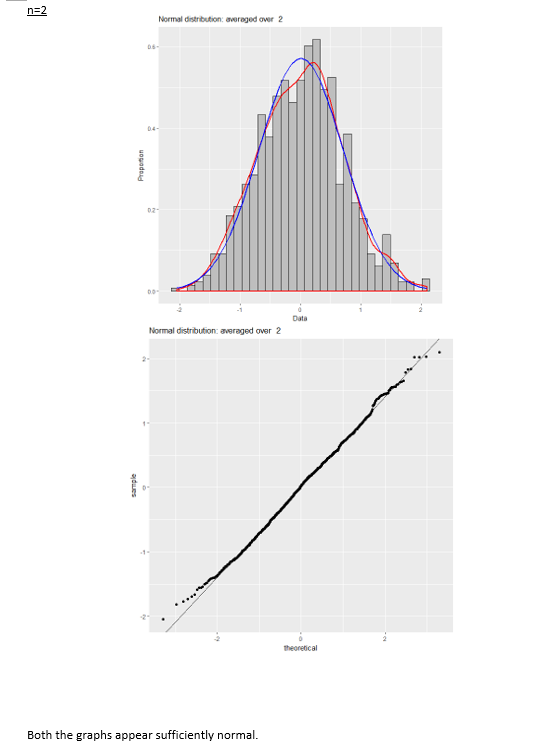 n=2
Normal distribution: averaged over 2
0.6
0.4
0.2
0.0
Proportion
-2 -1 0 1 2
Data
Normal distribution: averaged over 2
2
1
0
-1
-2
sample
-2 0 2
theoretical
Both the graphs appear sufficiently normal.